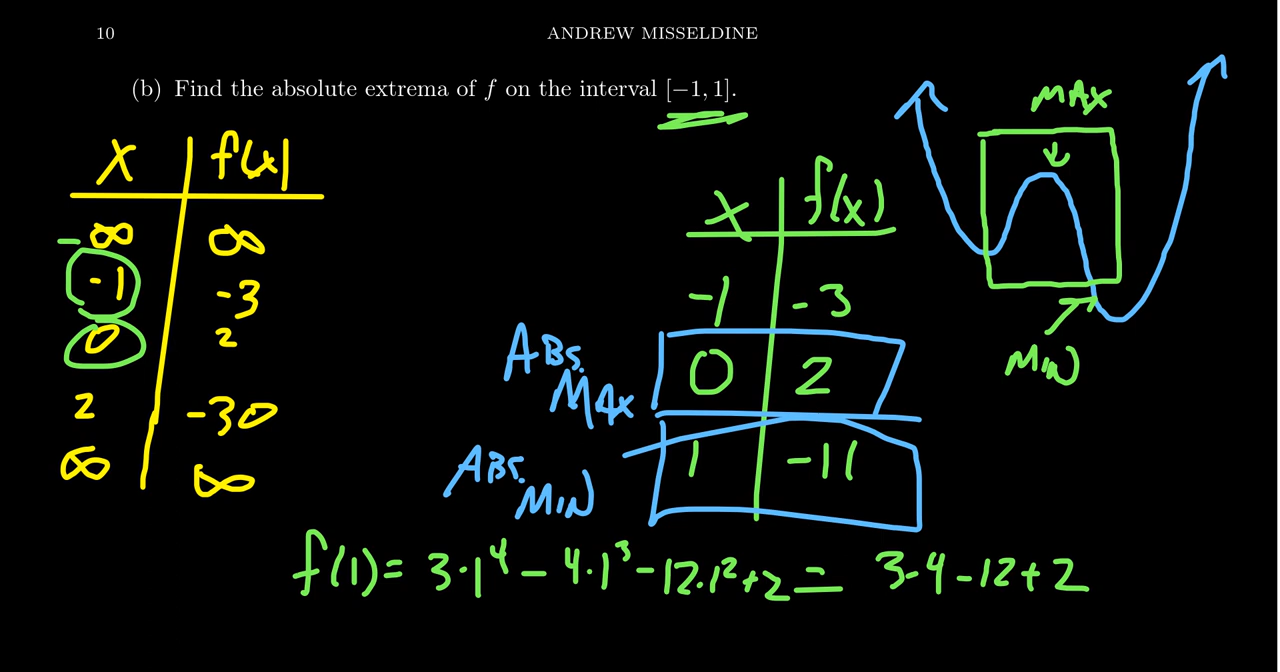 10
ANDREW MISSELDINE
(b) Find the absolute extrema of f on the interval [−1, 1].
x f(x)
-∞ ∞
-1 -3
0 2
2 -30
∞ ∞
x f(x)
-1 -3
ABS. MAX 0 2
ABS. MIN 1 -11
MAX
MIN
f(1) = 3·1⁴ - 4·1³ - 12·1² + 2 = 3-4-12+2